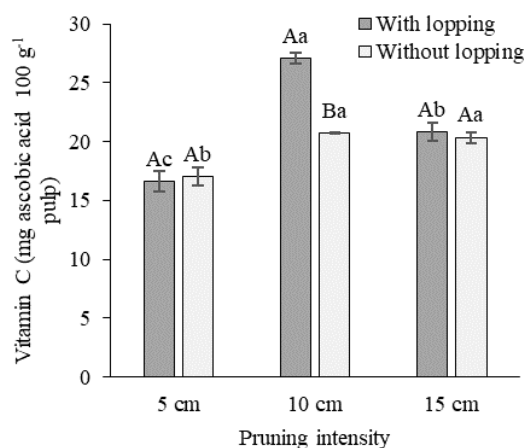 Vitamin C (mg ascobic acid 100 g-1
pulp)
30
25
20
15
10
5
0
With lopping
Without lopping
Ac
Ab
Aa
Ba
Ab
Aa
5 cm
10 cm
15 cm
Pruning intensity